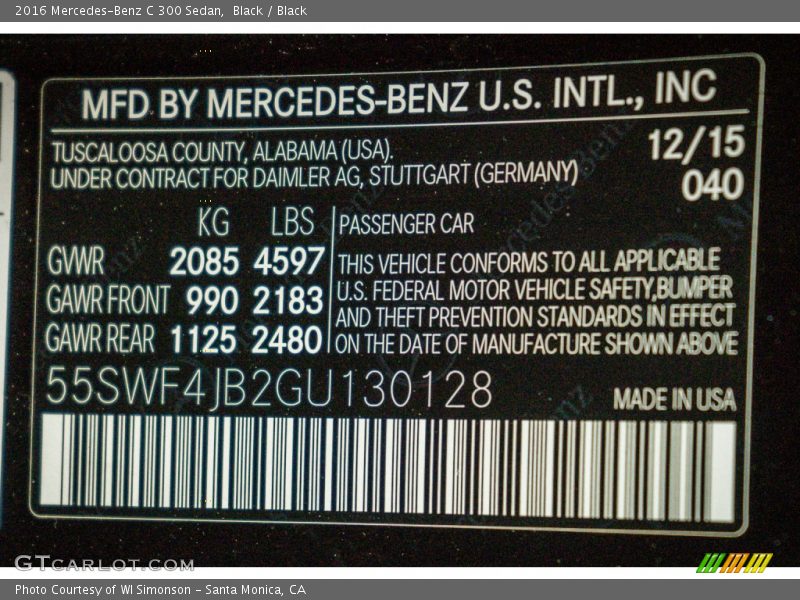 2016 Mercedes-Benz C 300 Sedan, Black / Black
MFD BY MERCEDES-BENZ U.S. INTL., INC
TUSCALOOSA COUNTY, ALABAMA (USA). 12/15
UNDER CONTRACT FOR DAIMLER AG, STUTTGART (GERMANY) 040
KG LBS PASSENGER CAR
GWR 2085 4597 THIS VEHICLE CONFORMS TO ALL APPLICABLE
GAWR FRONT 990 2183 U.S. FEDERAL MOTOR VEHICLE SAFETY,BUMPER
GAWR REAR 1125 2480 AND THEFT PREVENTION STANDARDS IN EFFECT
ON THE DATE OF MANUFACTURE SHOWN ABOVE
55SWF4JB2GU130128 MADE IN USA
GTCARLOT.COM
Photo Courtesy of WI Simonson - Santa Monica, CA